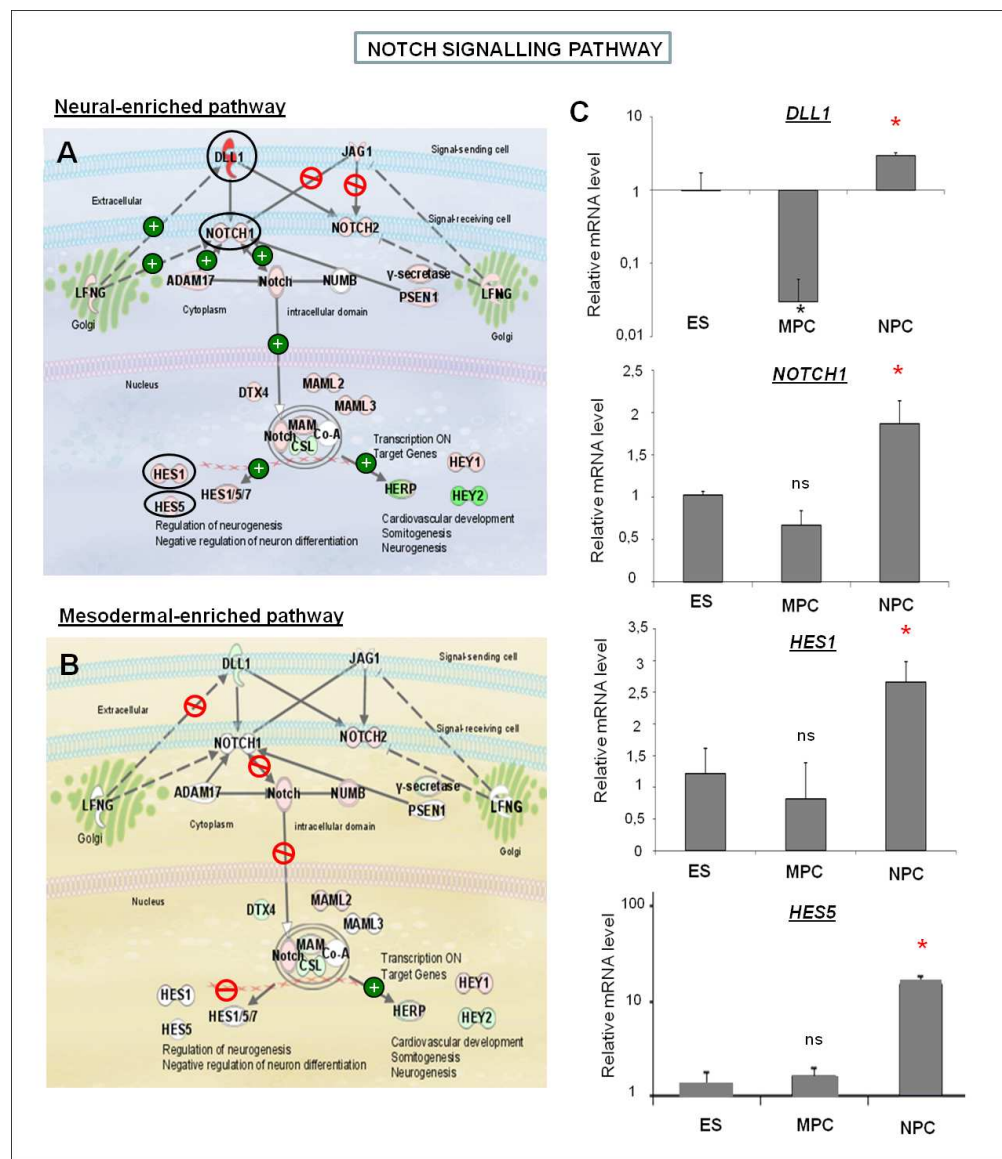 NOTCH SIGNALLING PATHWAY
Neural-enriched pathway
A
DLL1
JAG1
Signal-sending cell
Extracellular
Signal-receiving cell
NOTCH1
NOTCH2
LFNG
ADAM17
Notch
NUMB
γ-secretase
PSEN1
LFNG
Golgi
Cytoplasm
intracellular domain
Golgi
Nucleus
DTX4
MAML2
MAML3
MAM
Notch
Co-A
CSL
Transcription ON
Target Genes
HES1
HES5
HES1/5/7
HERP
HEY1
HEY2
Regulation of neurogenesis
Negative regulation of neuron differentiation
Cardiovascular development
Somitogenesis
Neurogenesis
Mesodermal-enriched pathway
B
DLL1
JAG1
Signal-sending cell
Extracellular
Signal-receiving cell
NOTCH1
NOTCH2
LFNG
ADAM17
Notch
NUMB
γ-secretase
PSEN1
LFNG
Golgi
Cytoplasm
intracellular domain
Golgi
Nucleus
DTX4
MAML2
MAML3
MAM
Notch
Co-A
CSL
Transcription ON
Target Genes
HES1
HES5
HES1/5/7
HERP
HEY1
HEY2
Regulation of neurogenesis
Negative regulation of neuron differentiation
Cardiovascular development
Somitogenesis
Neurogenesis
C
DLL1
Relative mRNA level
10
1
0,1
0,01
*
*
ES
MPC
NPC
NOTCH1
Relative mRNA level
2,5
2
1,5
1
0,5
0
ns
*
ES
MPC
NPC
HES1
Relative mRNA level
3,5
3
2,5
2
1,5
1
0,5
0
ns
*
ES
MPC
NPC
HES5
Relative mRNA level
100
10
1
ns
*
ES
MPC
NPC